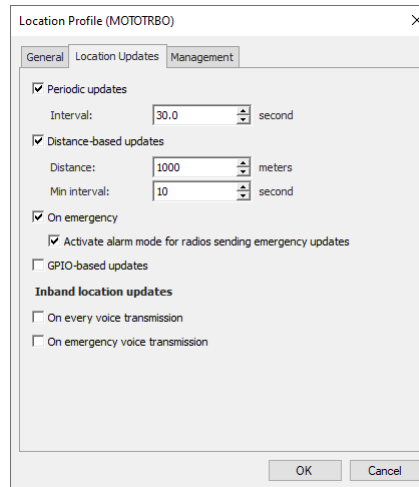 Location Profile (MOTOTRBO)
General Location Updates Management
Periodic updates
Interval: 30.0 second
Distance-based updates
Distance: 1000 meters
Min interval: 10 second
On emergency
Activate alarm mode for radios sending emergency updates
GPIO-based updates
Inband location updates
On every voice transmission
On emergency voice transmission
OK Cancel